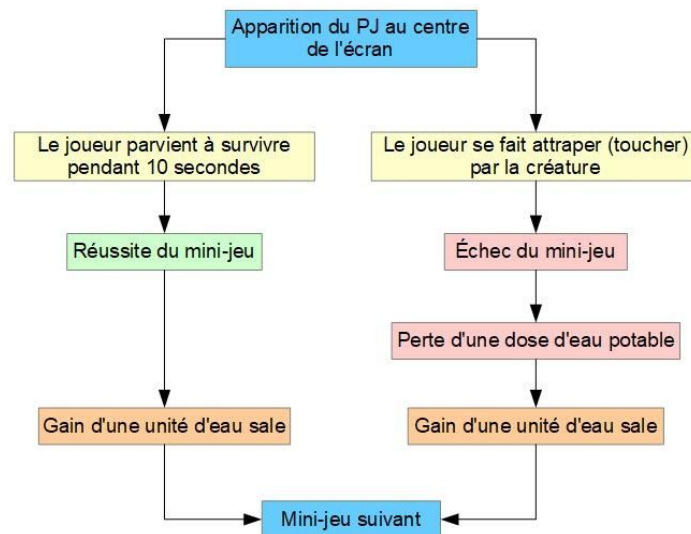 Apparition du PJ au centre
de l'écran
Le joueur parvient à survivre
pendant 10 secondes
Le joueur se fait attraper (toucher)
par la créature
Réussite du mini-jeu
Échec du mini-jeu
Perte d'une dose d'eau potable
Gain d'une unité d'eau sale
Gain d'une unité d'eau sale
Mini-jeu suivant